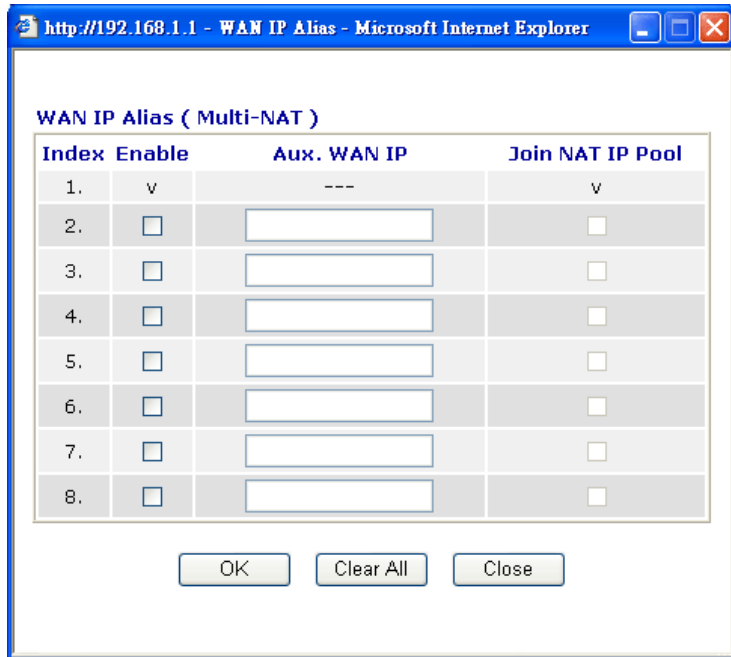 http://192.168.1.1 - WAN IP Alias - Microsoft Internet Explorer
WAN IP Alias ( Multi-NAT )
Index Enable Aux. WAN IP Join NAT IP Pool
1. v --- v
2.
3.
4.
5.
6.
7.
8.
OK Clear All Close